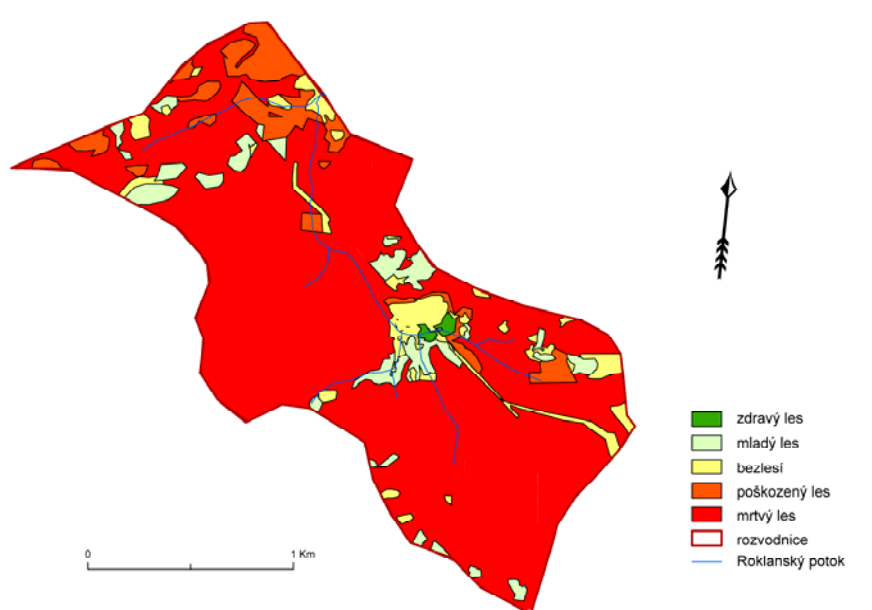 zdravý les
mladý les
bezlesí
poškozený les
mrtvý les
rozvodnice
Roklanský potok
0
1 Km